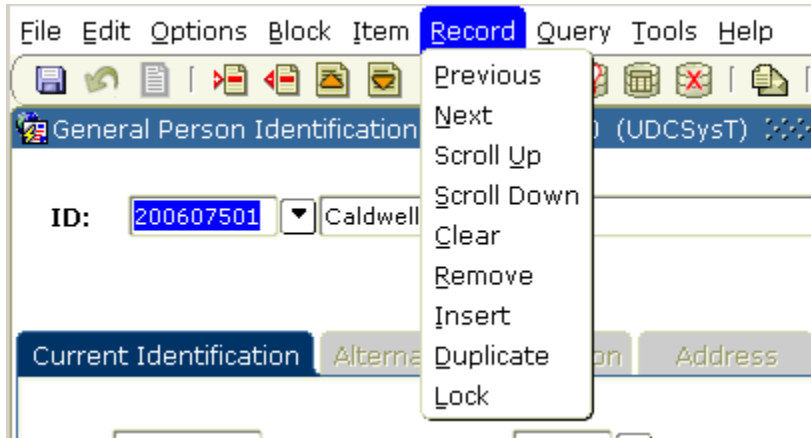 File Edit Options Block Item Record Query Tools Help
Previous
Next
Scroll Up
Scroll Down
Clear
Remove
Insert
Duplicate
Lock
General Person Identification (UDCSysT)
ID: 200607501 Caldwell
Current Identification Address